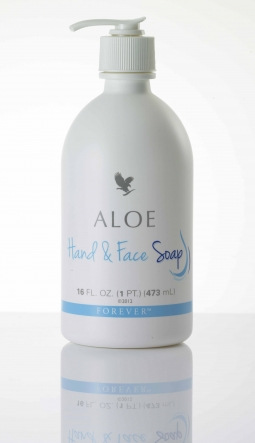 ALOE
Hand & Face Soap
16 FL. OZ. (1 PT.) (473 mL)
FOREVER®